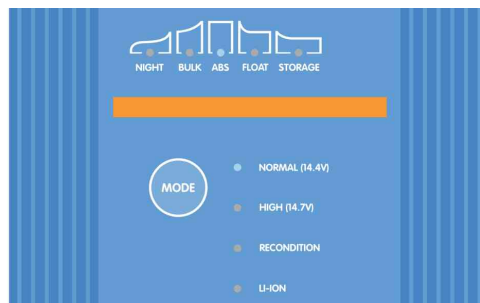 NIGHT BULK ABS FLOAT STORAGE
NORMAL (14.4V)
MODE
HIGH (14.7V)
RECONDITION
LI-ION